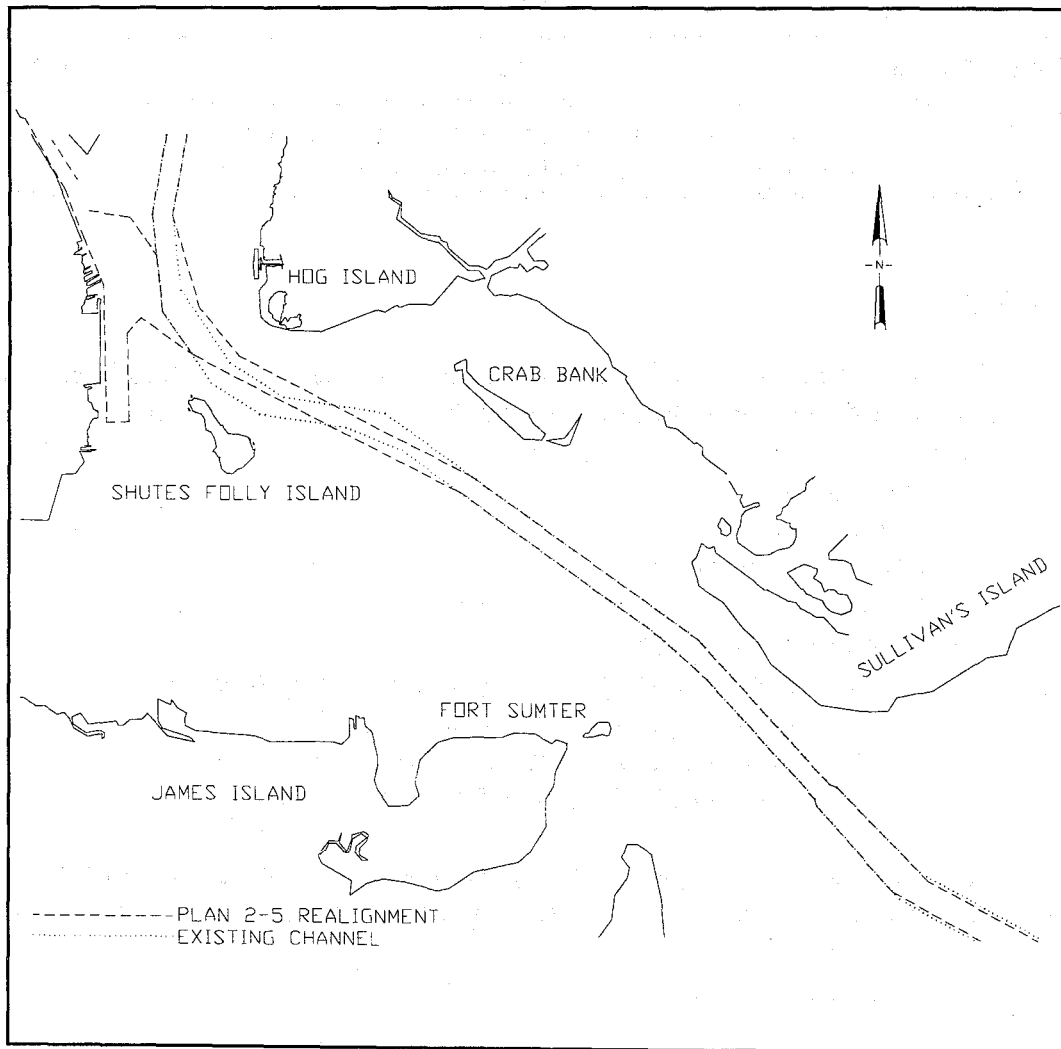 N
HOG ISLAND
CRAB BANK
SHUTES FOLLY ISLAND
SULLIVAN'S ISLAND
FORT SUMTER
JAMES ISLAND
PLAN 2-5 REALIGNMENT
EXISTING CHANNEL